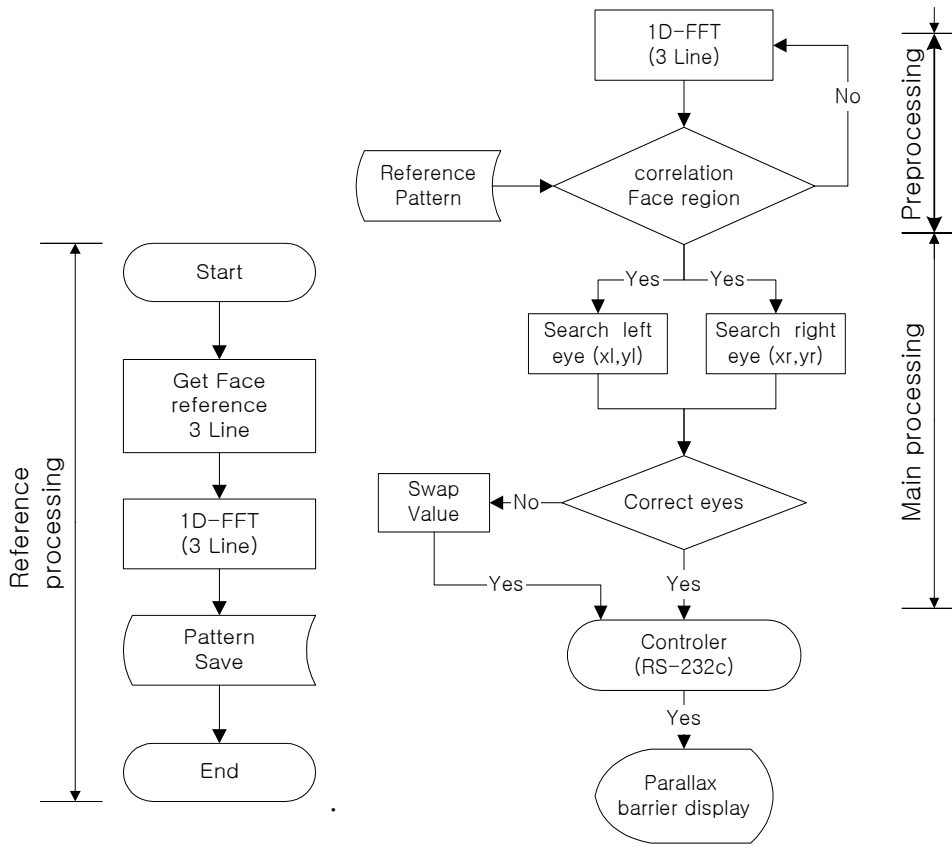 Reference
processing
Start
Get Face
reference
3 Line
1D-FFT
(3 Line)
Pattern
Save
End
.
1D-FFT
(3 Line)
No
Reference
Pattern
correlation
Face region
Yes
Yes
Search left
eye (xl,yl)
Search right
eye (xr,yr)
Swap
Value
No
Correct eyes
Yes
Yes
Controler
(RS-232c)
Yes
Parallax
barrier display
Preprocessing
Main processing